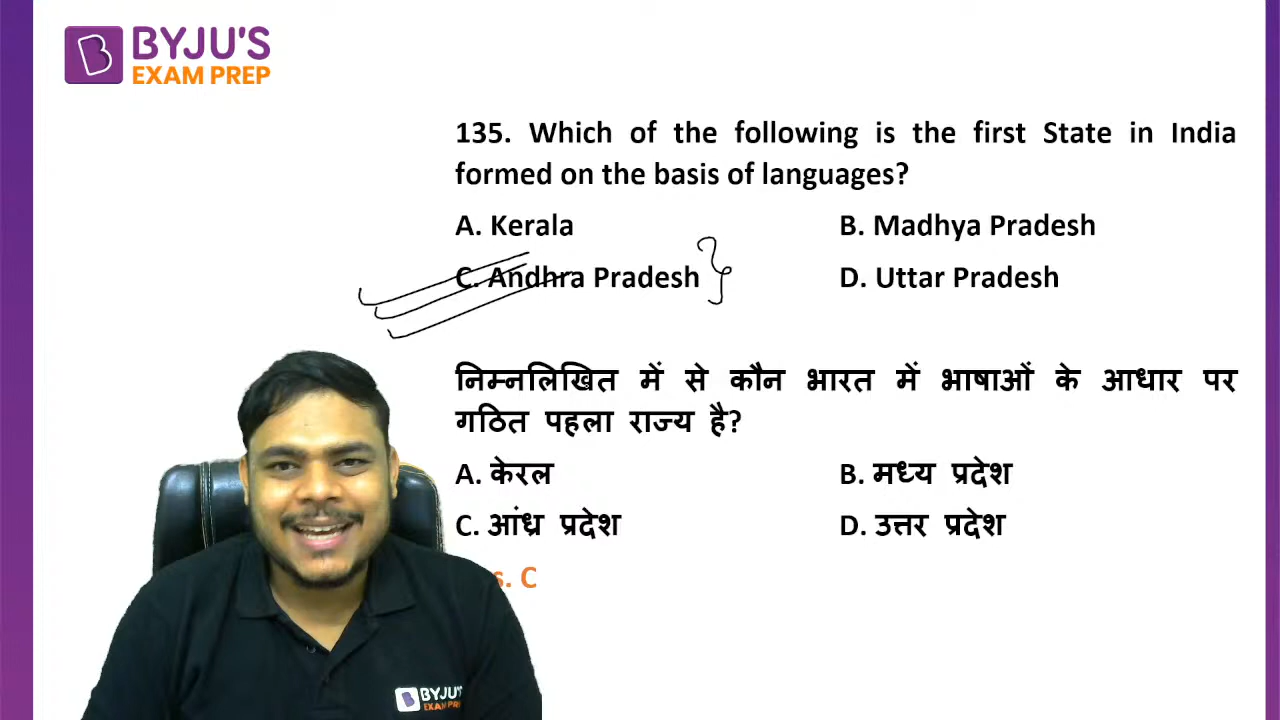 BYJU'S
EXAM PREP
135. Which of the following is the first State in India
formed on the basis of languages?
A. Kerala B. Madhya Pradesh
C. Andhra Pradesh D. Uttar Pradesh
निम्नलिखित में से कौन भारत में भाषाओं के आधार पर
गठित पहला राज्य है?
A. केरल B. मध्य प्रदेश
C. आंध्र प्रदेश D. उत्तर प्रदेश
s. C
BYJU'S
EXAM PREP